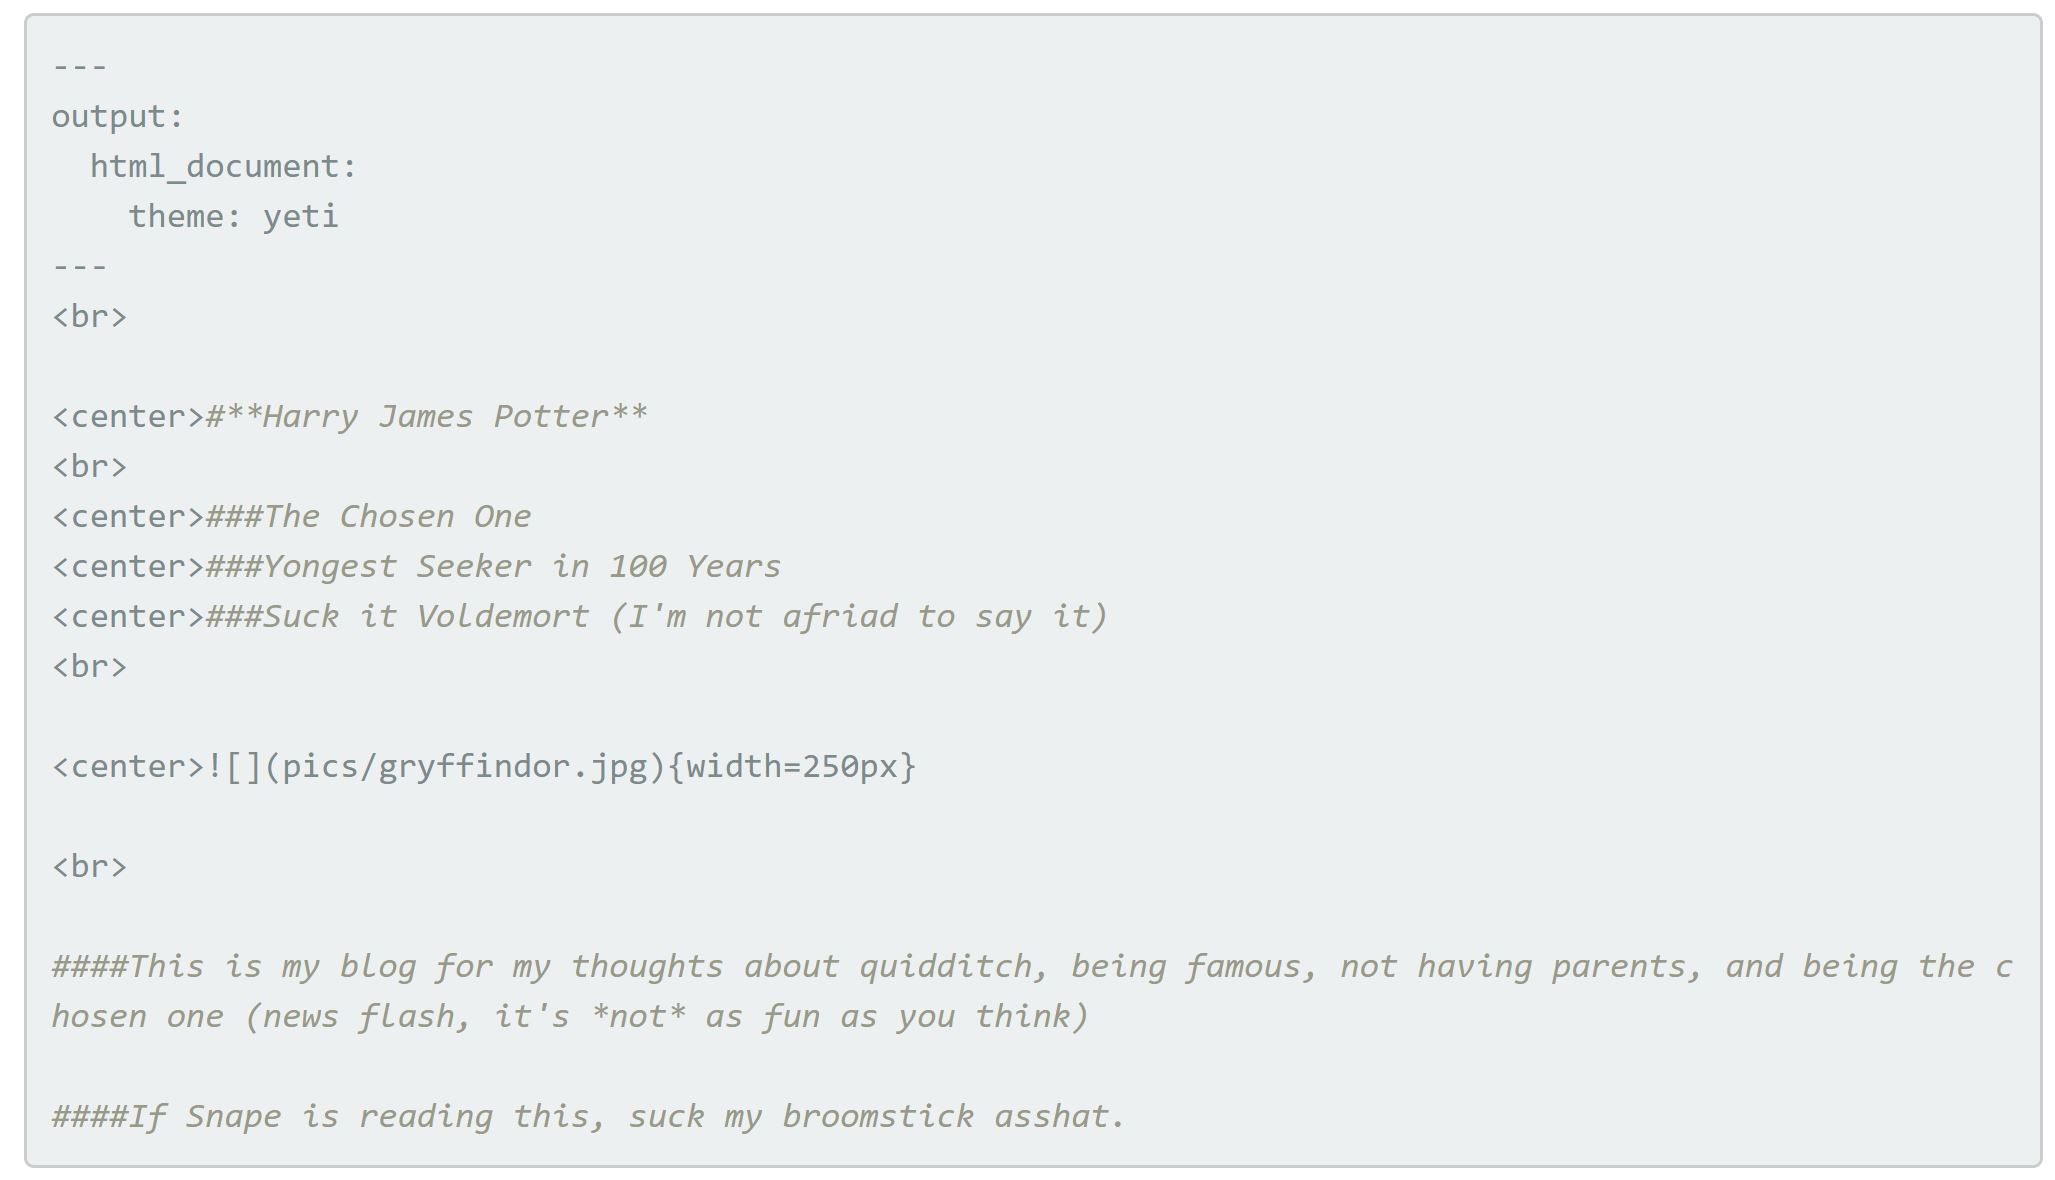 ---
output:
  html_document:
    theme: yeti
---
<br>

<center>#**Harry James Potter**
<br>
<center>###The Chosen One
<center>###Yongest Seeker in 100 Years
<center>###Suck it Voldemort (I'm not afriad to say it)
<br>

<center>![](pics/gryffindor.jpg){width=250px}

<br>

####This is my blog for my thoughts about quidditch, being famous, not having parents, and being the c
hosen one (news flash, it's *not* as fun as you think)

####If Snape is reading this, suck my broomstick asshat.